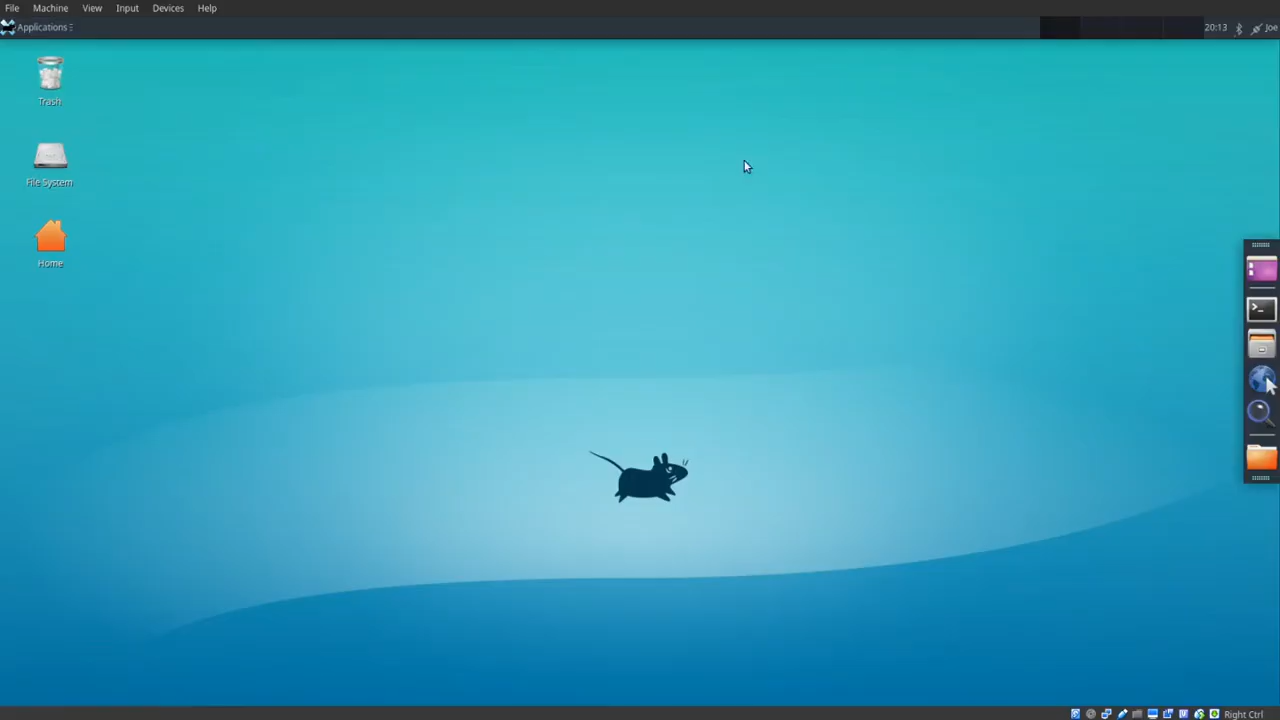 File Machine View Input Devices Help
Applications 20:13 Joe
Trash
File System
Home
Right Ctrl